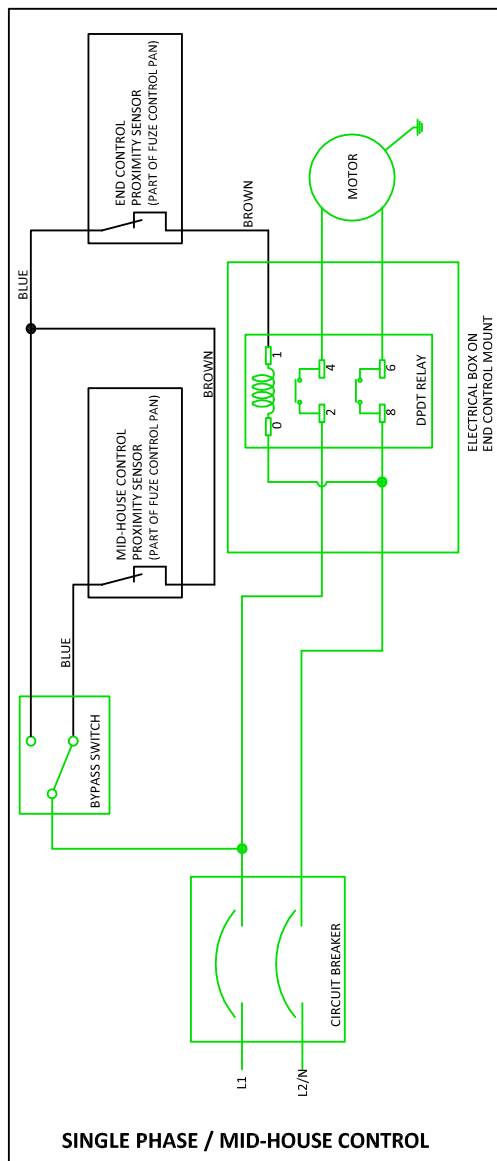 END CONTROL
PROXIMITY SENSOR
(PART OF FUZE CONTROL PAN)
BLUE
BROWN
MOTOR
MID-HOUSE CONTROL
PROXIMITY SENSOR
(PART OF FUZE CONTROL PAN)
BROWN
BLUE
0
1
2
4
8
6
DPDT RELAY
ELECTRICAL BOX ON
END CONTROL MOUNT
BYPASS SWITCH
CIRCUIT BREAKER
L1
L2/N
SINGLE PHASE / MID-HOUSE CONTROL